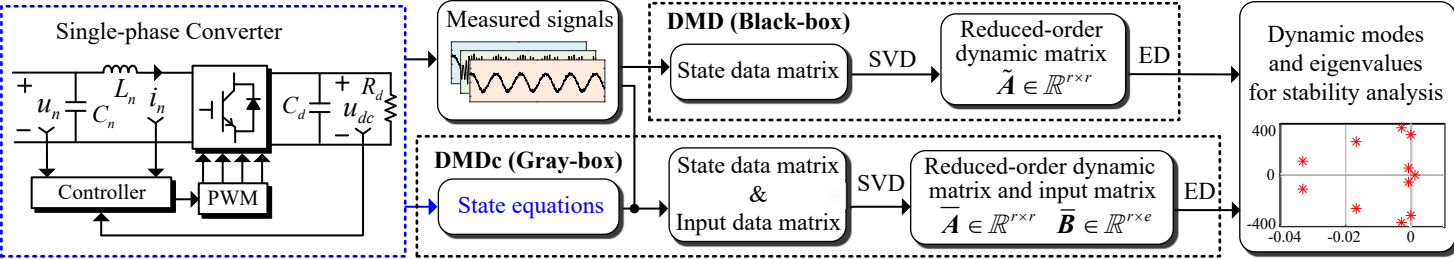 Single-phase Converter
+
u_n
−
C_n
L_n
i_n
C_d
+
u_dc
−
R_d
Controller
PWM
Measured signals
DMD (Black-box)
State data matrix
SVD
Reduced-order
dynamic matrix
Ã ∈ ℝ^{r×r}
ED
DMDc (Gray-box)
State equations
State data matrix
&
Input data matrix
SVD
Reduced-order dynamic
matrix and input matrix
A̅ ∈ ℝ^{r×r} B̅ ∈ ℝ^{r×e}
ED
Dynamic modes
and eigenvalues
for stability analysis
400
0
-400
-0.04 -0.02 0